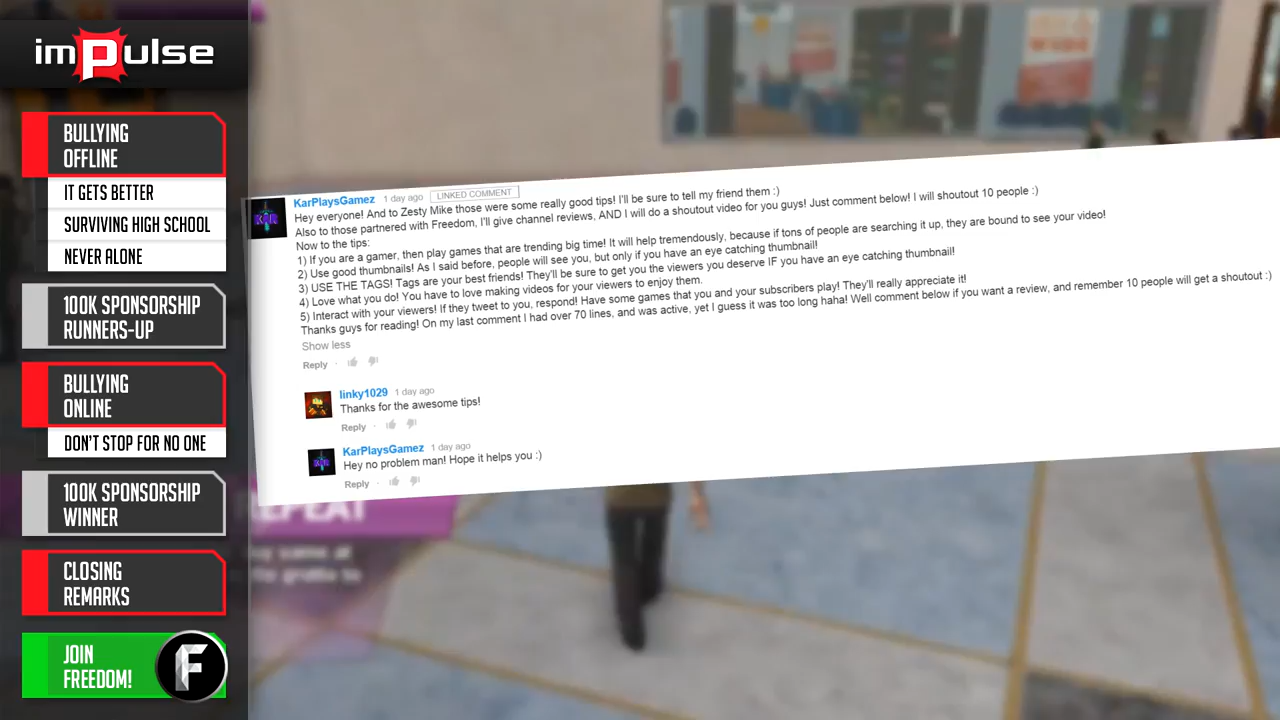 imPulse
BULLYING
OFFLINE
IT GETS BETTER
SURVIVING HIGH SCHOOL
NEVER ALONE
100K SPONSORSHIP
RUNNERS-UP
BULLYING
ONLINE
DON'T STOP FOR NO ONE
100K SPONSORSHIP
WINNER
CLOSING
REMARKS
JOIN
FREEDOM!
F
KarPlaysGamez 1 day ago LINKED COMMENT
Hey everyone! And to Zesty Mike those were some really good tips! I'll be sure to tell my friend them :)
Also to those partnered with Freedom, I'll give channel reviews, AND I will do a shoutout video for you guys! Just comment below! I will shoutout 10 people :)
Now to the tips:
1) If you are a gamer, then play games that are trending big time! It will help tremendously, because if tons of people are searching it up, they are bound to see your video!
2) Use good thumbnails! As I said before, people will see you, but only if you have an eye catching thumbnail!
3) USE THE TAGS! Tags are your best friends! They'll be sure to get you the viewers you deserve IF you have an eye catching thumbnail!
4) Love what you do! You have to love making videos for your viewers to enjoy them.
5) Interact with your viewers! If they tweet to you, respond! Have some games that you and your subscribers play! They'll really appreciate it!
Thanks guys for reading! On my last comment I had over 70 lines, and was active, yet I guess it was too long haha! Well comment below if you want a review, and remember 10 people will get a shoutout :)
Show less
Reply
linky1029 1 day ago
Thanks for the awesome tips!
Reply
KarPlaysGamez 1 day ago
Hey no problem man! Hope it helps you :)
Reply
REPEAT